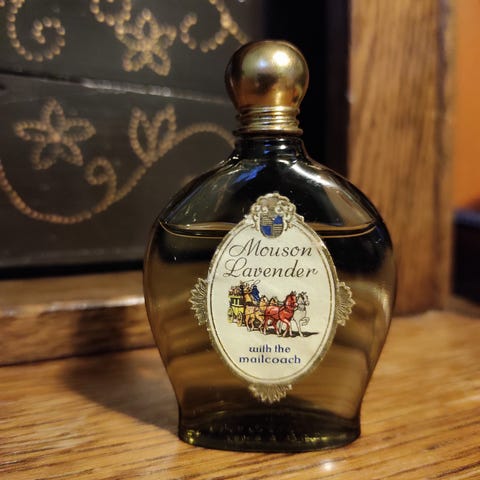 Mouson
Lavender
with the
mailcoach